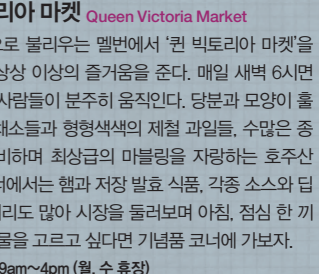 리아 마켓 Queen Victoria Market
으로 불리우는 멜번에서 '퀸 빅토리아 마켓'을
상상 이상의 즐거움을 준다. 매일 새벽 6시면
사람들이 분주히 움직인다. 당분과 모양이 훌
채소들과 형형색색의 제철 과일들, 수많은 종
비하며 최상급의 마블링을 자랑하는 호주산
너에서는 햄과 저장 발효 식품, 각종 소스와 딥
리도 많아 시장을 둘러보며 아침, 점심 한 끼
물을 고르고 싶다면 기념품 코너에 가보자.
9am~4pm (월, 수 휴장)